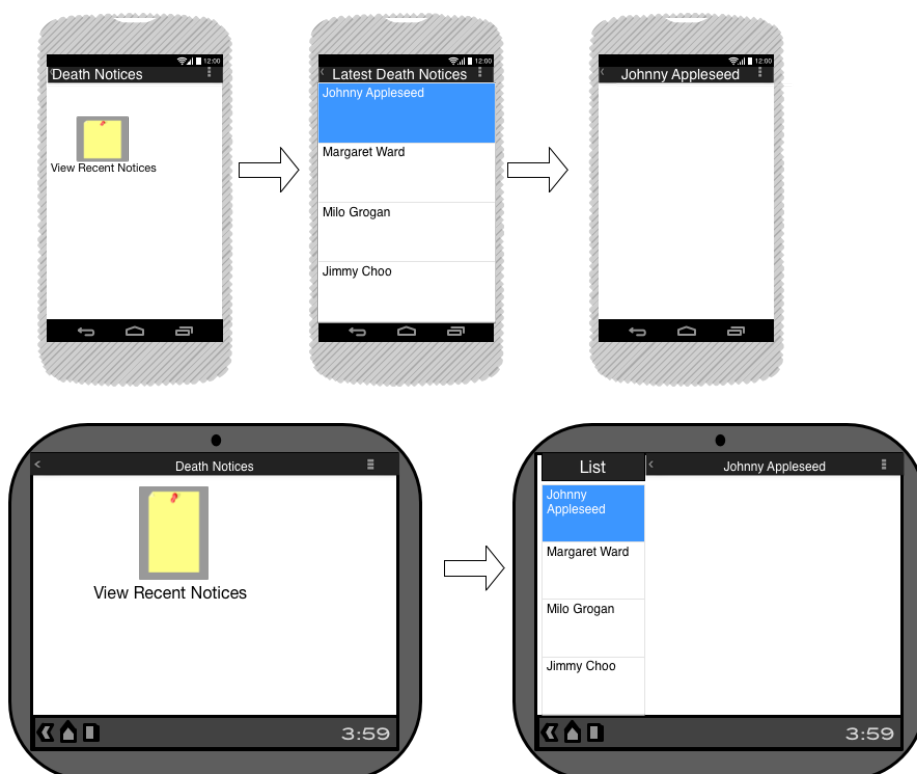 12:00
Death Notices
View Recent Notices
12:00
Latest Death Notices
Johnny Appleseed
Margaret Ward
Milo Grogan
Jimmy Choo
12:00
Johnny Appleseed
Death Notices
View Recent Notices
3:59
List
Johnny Appleseed
Johnny
Appleseed
Margaret Ward
Milo Grogan
Jimmy Choo
3:59